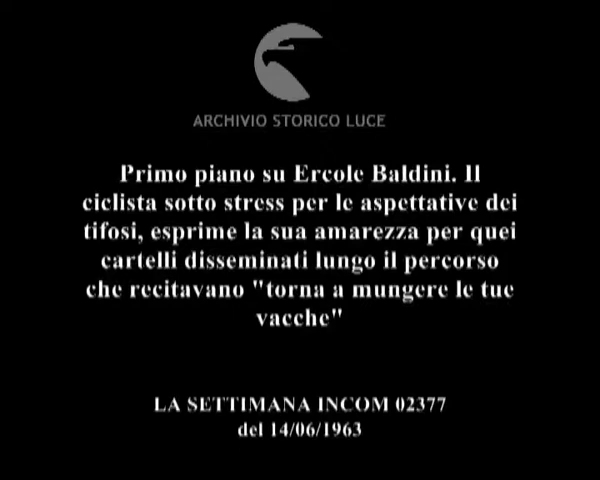 ARCHIVIO STORICO LUCE
Primo piano su Ercole Baldini. Il
ciclista sotto stress per le aspettative dei
tifosi, esprime la sua amarezza per quei
cartelli disseminati lungo il percorso
che recitavano "torna a mungere le tue
vacche"
LA SETTIMANA INCOM 02377
del 14/06/1963